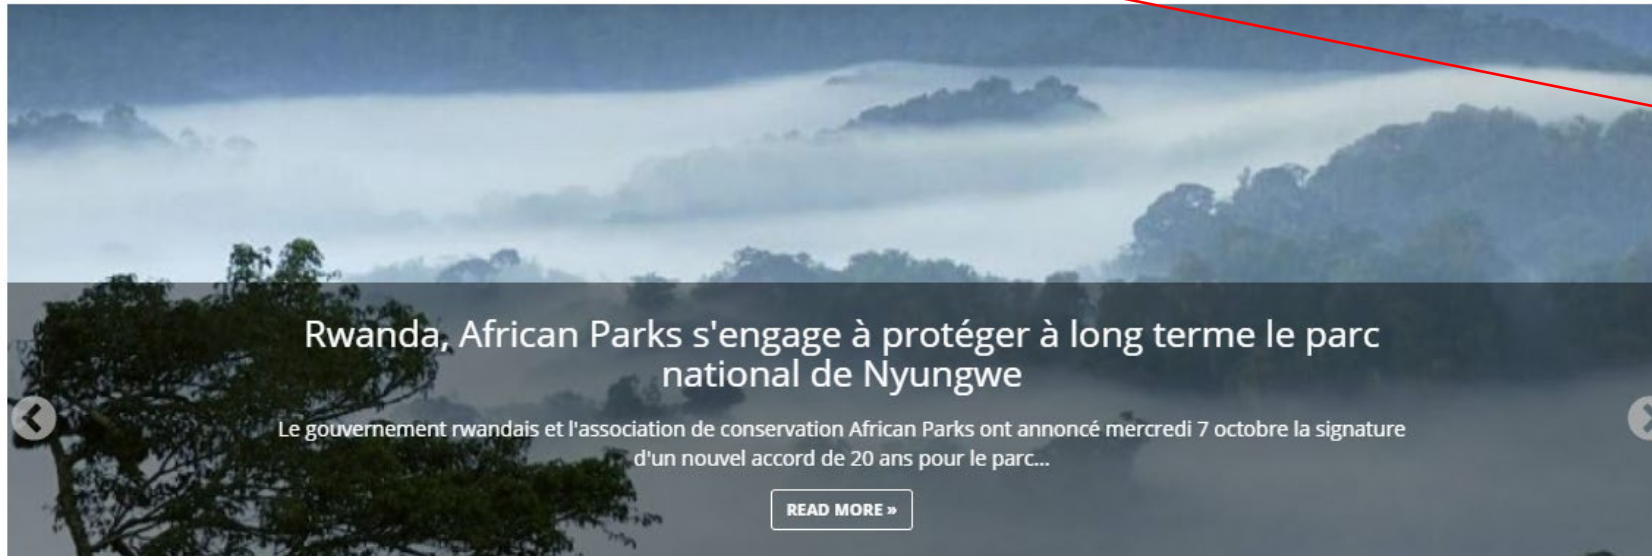 Rwanda, African Parks s'engage à protéger à long terme le parc
national de Nyungwe
Le gouvernement rwandais et l'association de conservation African Parks ont annoncé mercredi 7 octobre la signature
d'un nouvel accord de 20 ans pour le parc...
READ MORE »